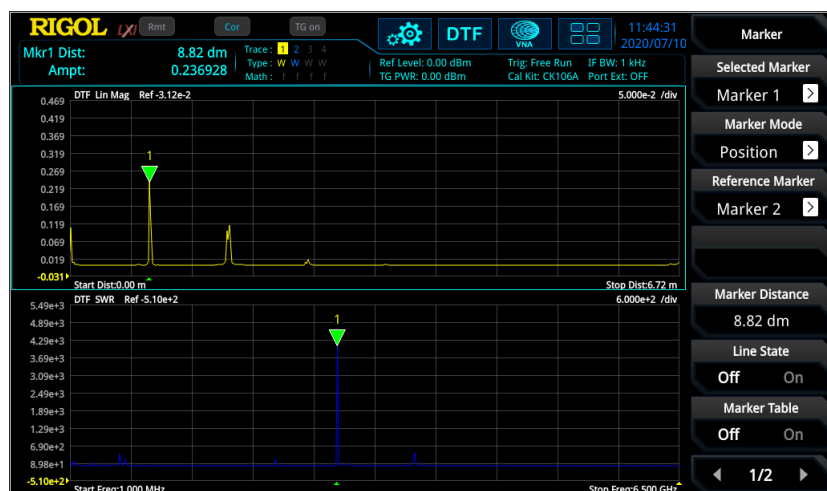 RIGOL LXI Rmt Cor TG on DTF VNA 11:44:31
2020/07/10
Mkr1 Dist: 8.82 dm
Ampt: 0.236928
Trace: 1 2 3 4
Type: W W W W
Math: f f f f
Ref Level: 0.00 dBm
TG PWR: 0.00 dBm
Trig: Free Run IF BW: 1 kHz
Cal Kit: CK106A Port Ext: OFF
DTF Lin Mag Ref -3.12e-2 5.000e-2 /div
0.469
0.419
0.369
0.319
0.269
0.219
0.169
0.119
0.069
0.019
-0.031
1
Start Dist:0.00 m Stop Dist:6.72 m
DTF SWR Ref -5.10e+2 6.000e+2 /div
5.49e+3
4.89e+3
4.29e+3
3.69e+3
3.09e+3
2.49e+3
1.89e+3
1.29e+3
6.90e+2
8.98e+1
-5.10e+2
1
Start Freq:1.000 MHz Stop Freq:6.500 GHz
Marker
Selected Marker
Marker 1 >
Marker Mode
Position >
Reference Marker
Marker 2 >
Marker Distance
8.82 dm
Line State
Off On
Marker Table
Off On
1/2